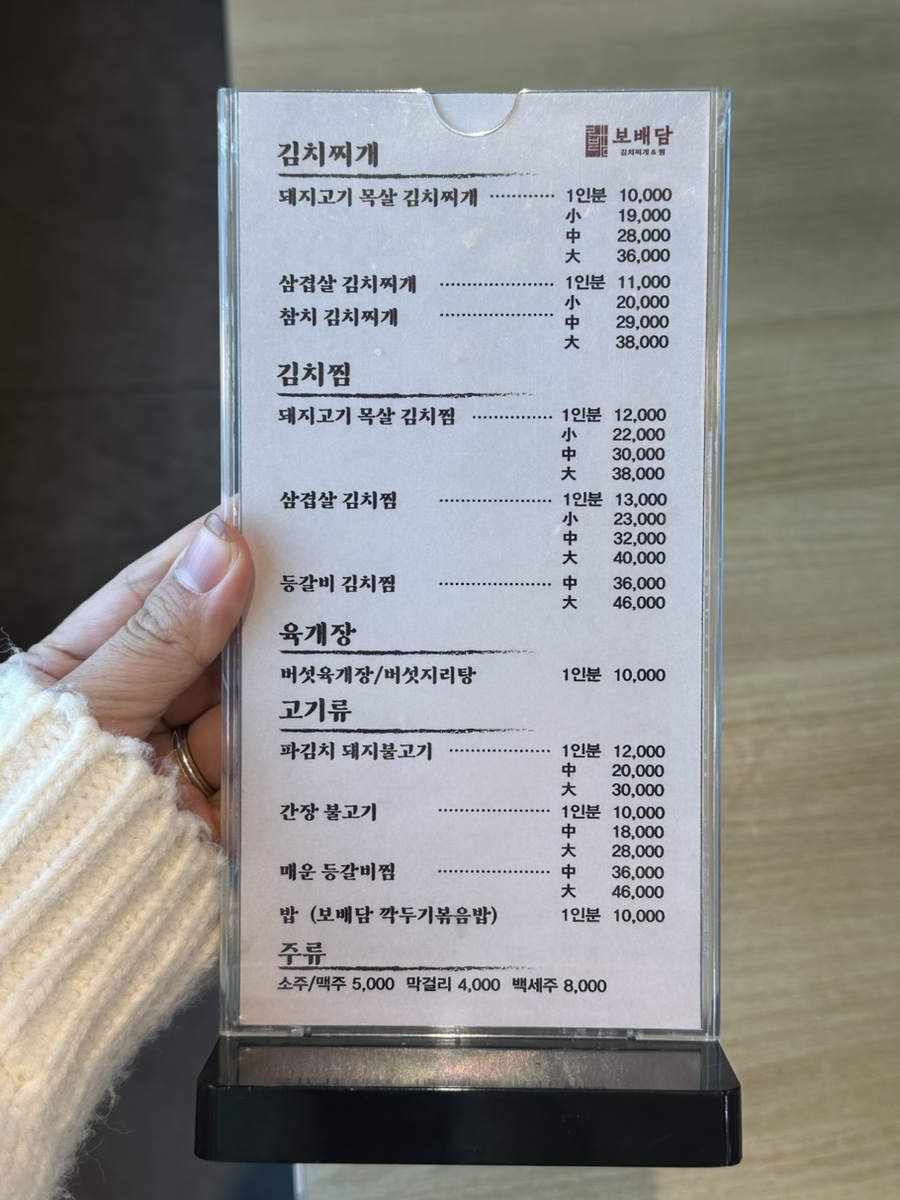 보배담
김치찌개 & 찜
김치찌개
돼지고기 목살 김치찌개 ············ 1인분 10,000
小 19,000
中 28,000
大 36,000
삼겹살 김치찌개 ····················· 1인분 11,000
小 20,000
참치 김치찌개 ····················· 中 29,000
大 38,000
김치찜
돼지고기 목살 김치찜 ··············· 1인분 12,000
小 22,000
中 30,000
大 38,000
삼겹살 김치찜 ····················· 1인분 13,000
小 23,000
中 32,000
大 40,000
등갈비 김치찜 ····················· 中 36,000
大 46,000
육개장
버섯육개장/버섯지리탕 1인분 10,000
고기류
파김치 돼지불고기 ··················· 1인분 12,000
中 20,000
大 30,000
간장 불고기 ····················· 1인분 10,000
中 18,000
大 28,000
매운 등갈비찜 ····················· 中 36,000
大 46,000
밥 (보배담 깍두기볶음밥) 1인분 10,000
주류
소주/맥주 5,000 막걸리 4,000 백세주 8,000